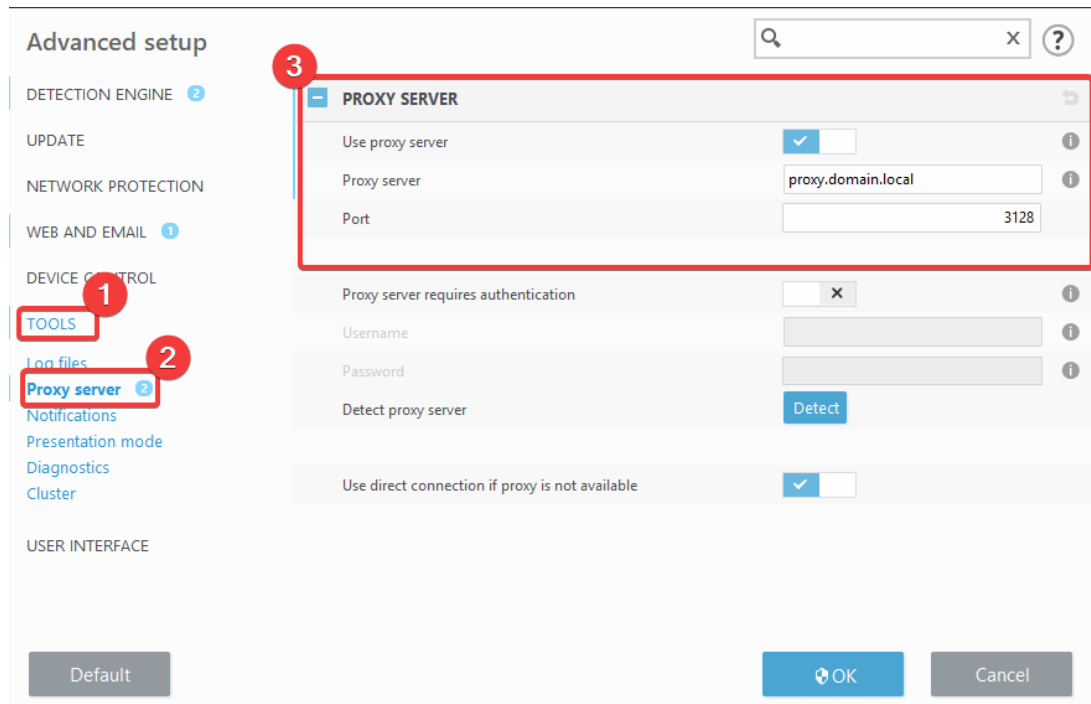 Advanced setup
X
?
3
DETECTION ENGINE 2
PROXY SERVER
UPDATE
Use proxy server
Proxy server proxy.domain.local
NETWORK PROTECTION
Port 3128
WEB AND EMAIL 1
DEVICE CONTROL
1
Proxy server requires authentication
TOOLS
Username
2
Log files
Password
Proxy server 2
Detect proxy server Detect
Notifications
Presentation mode
Diagnostics
Use direct connection if proxy is not available
Cluster
USER INTERFACE
Default
OK
Cancel